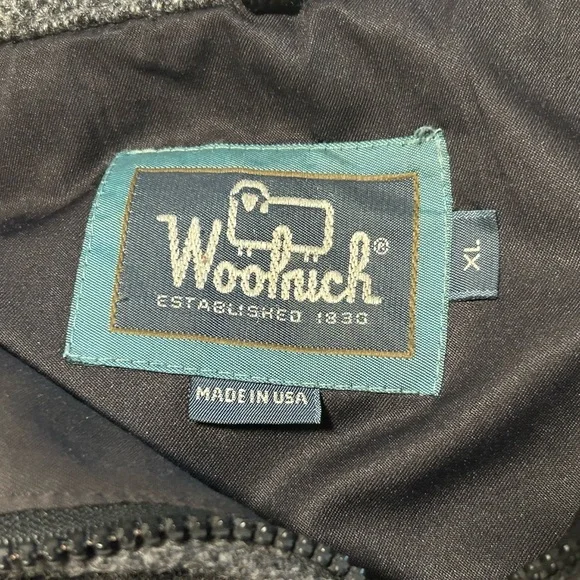 Woolrich®
ESTABLISHED 1830
XL
MADE IN USA